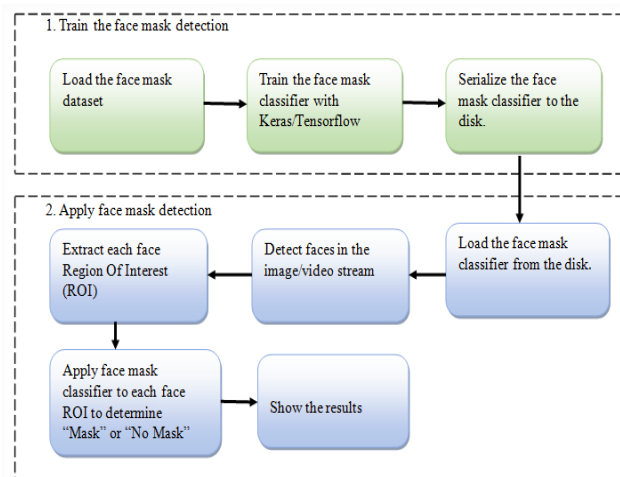 1. Train the face mask detection
Load the face mask
dataset
Train the face mask
classifier with
Keras/Tensorflow
Serialize the face
mask classifier to the
disk.
2. Apply face mask detection
Load the face mask
classifier from the disk.
Detect faces in the
image/video stream
Extract each face
Region Of Interest
(ROI)
Apply face mask
classifier to each face
ROI to determine
“Mask” or “No Mask”
Show the results